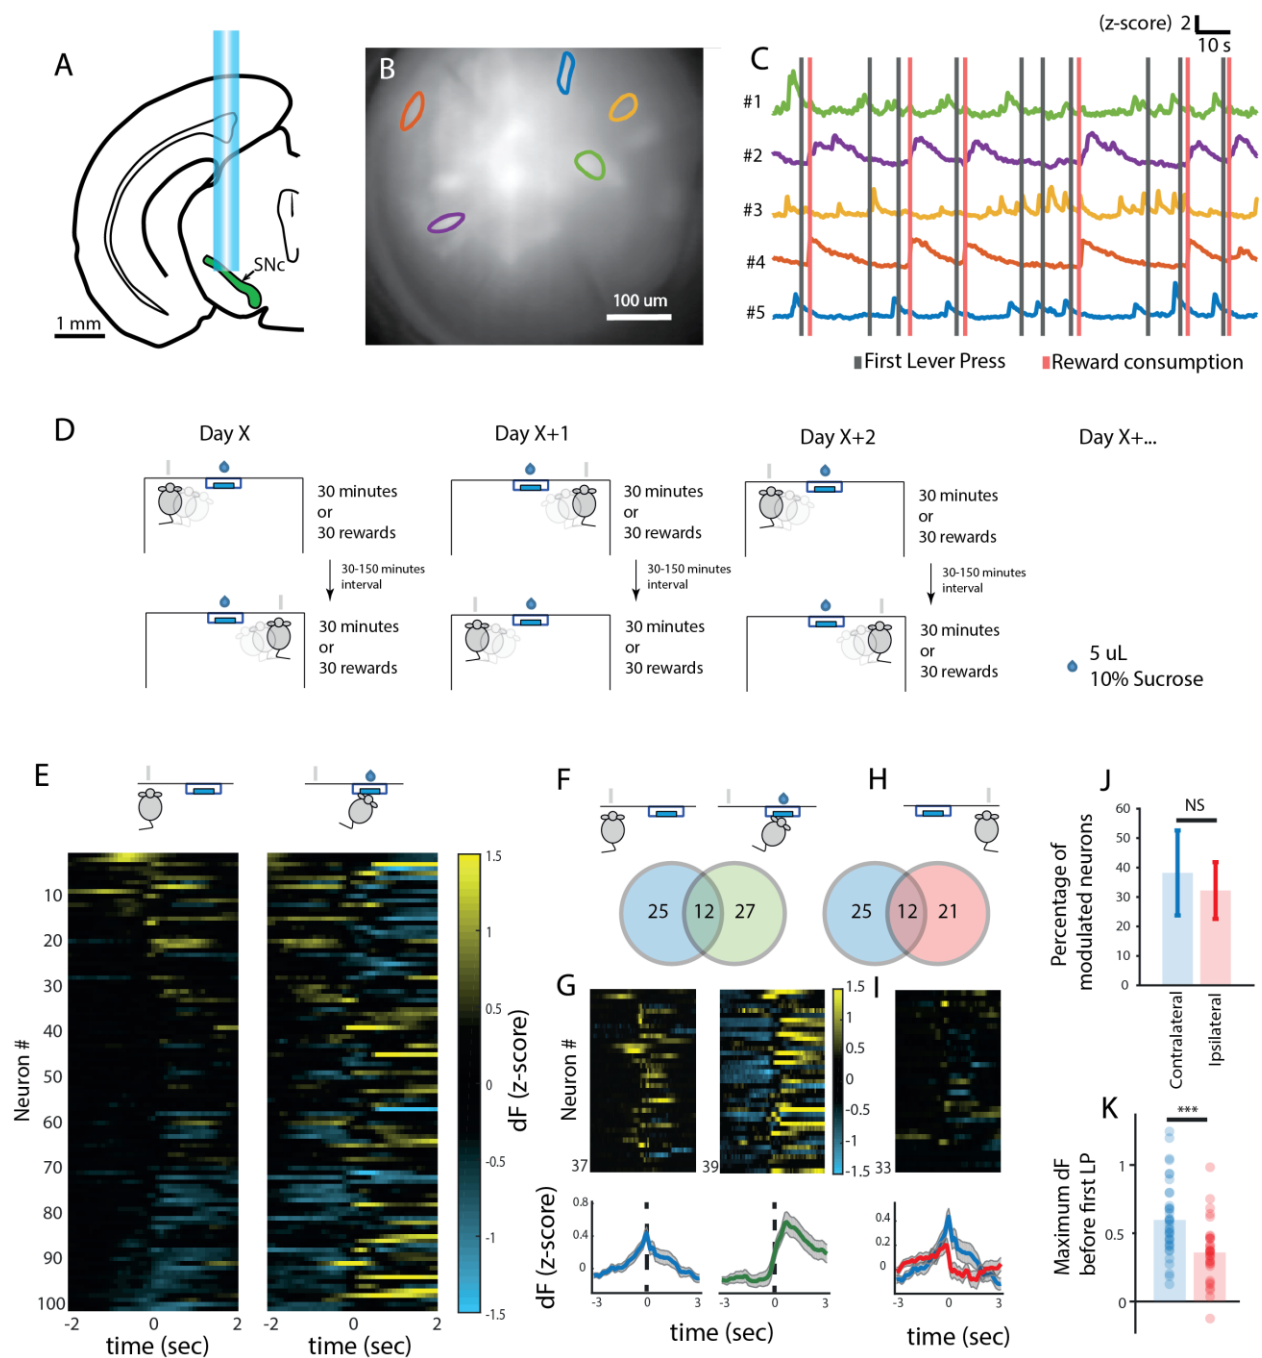 A
SNc
1 mm
B
100 um
(z-score) 2
10 s
C
#1
#2
#3
#4
#5
First Lever Press
Reward consumption
D
Day X
Day X+1
Day X+2
Day X+...
30 minutes
or
30 rewards
30 minutes
or
30 rewards
30 minutes
or
30 rewards
30-150 minutes
interval
30-150 minutes
interval
30-150 minutes
interval
30 minutes
or
30 rewards
30 minutes
or
30 rewards
30 minutes
or
30 rewards
5 uL
10% Sucrose
E
Neuron #
10
20
30
40
50
60
70
80
90
100
-2
0
2
time (sec)
-2
0
2
time (sec)
1.5
1
0.5
0
-0.5
-1
-1.5
dF (z-score)
F
25
12
27
G
Neuron #
37
39
1.5
1
0.5
0
-0.5
-1
-1.5
dF (z-score)
0.8
0.4
0
-3
0
3
-3
0
3
time (sec)
H
25
12
21
I
33
0.4
0.2
0
-3
0
3
time (sec)
J
Percentage of
modulated neurons
60
50
40
30
20
10
0
NS
Contralateral
Ipsilateral
K
Maximum dF
before first LP
1
0.5
0
***